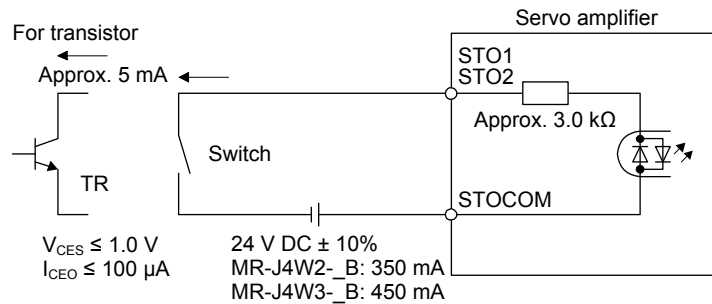 Servo amplifier
For transistor
Approx. 5 mA
STO1
STO2
Approx. 3.0 kΩ
Switch
TR
STOCOM
VCES ≤ 1.0 V
ICEO ≤ 100 µA
24 V DC ± 10%
MR-J4W2-_B: 350 mA
MR-J4W3-_B: 450 mA